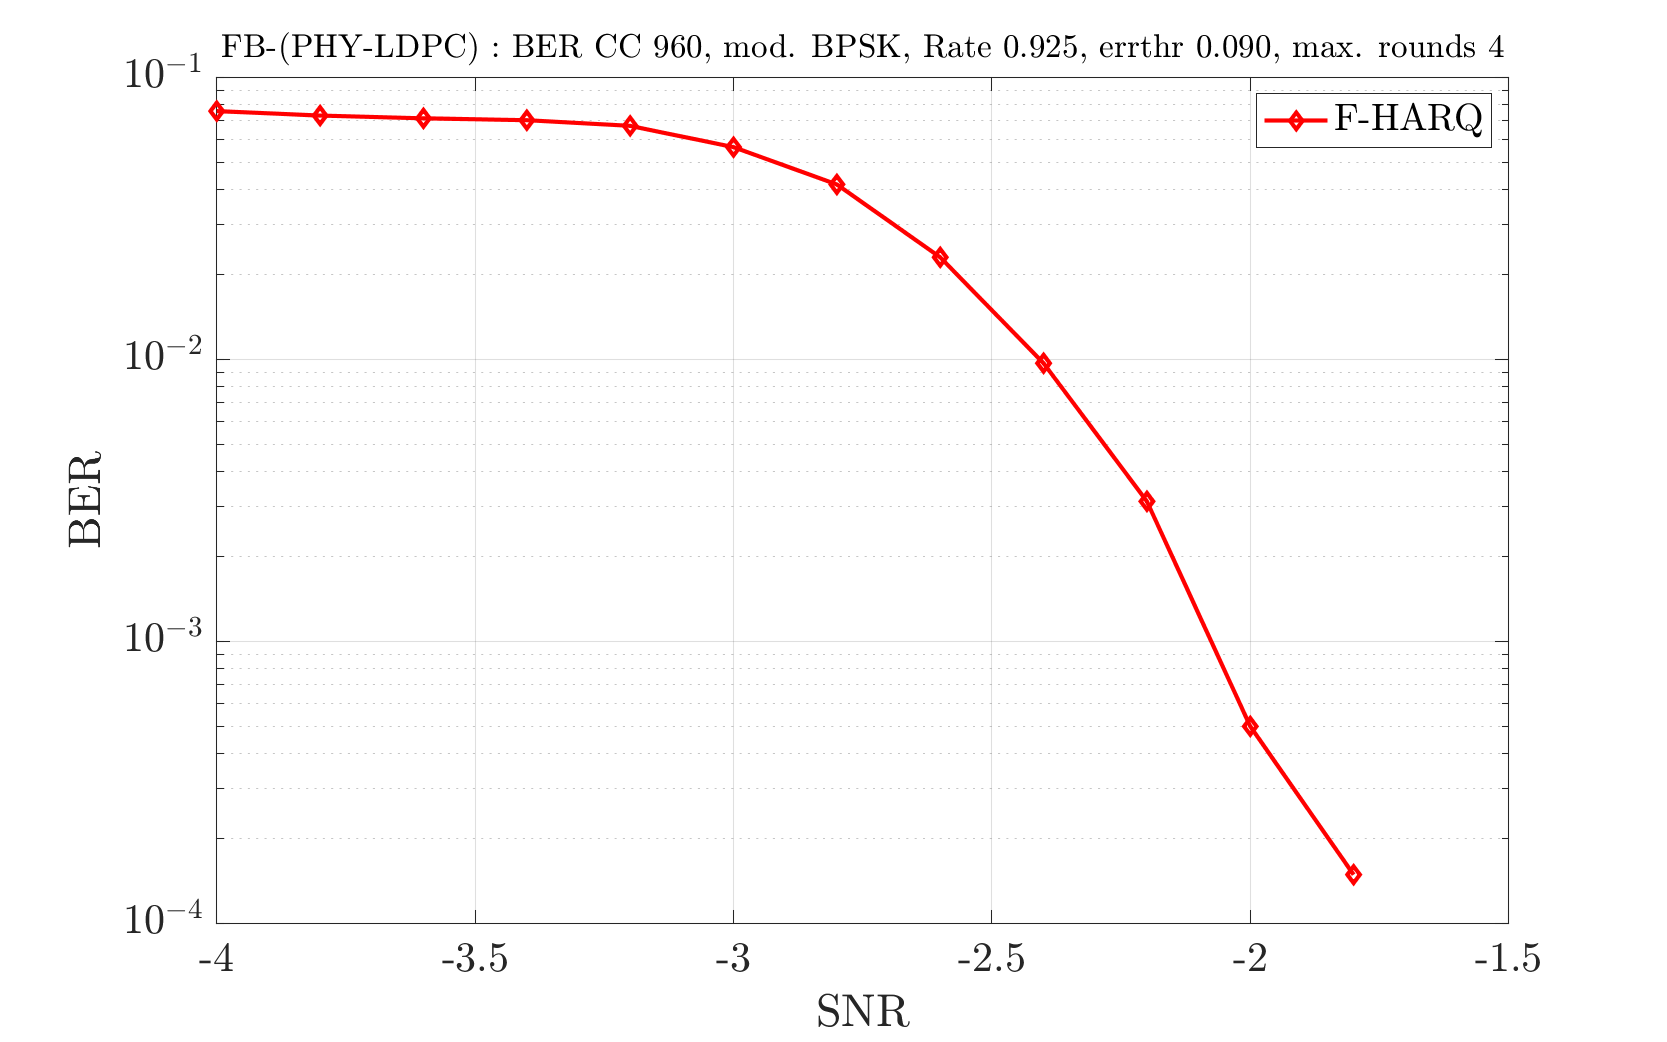 FB-(PHY-LDPC) : BER CC 960, mod. BPSK, Rate 0.925, errthr 0.090, max. rounds 4
F-HARQ
10⁻¹
10⁻²
10⁻³
10⁻⁴
BER
-4 -3.5 -3 -2.5 -2 -1.5
SNR